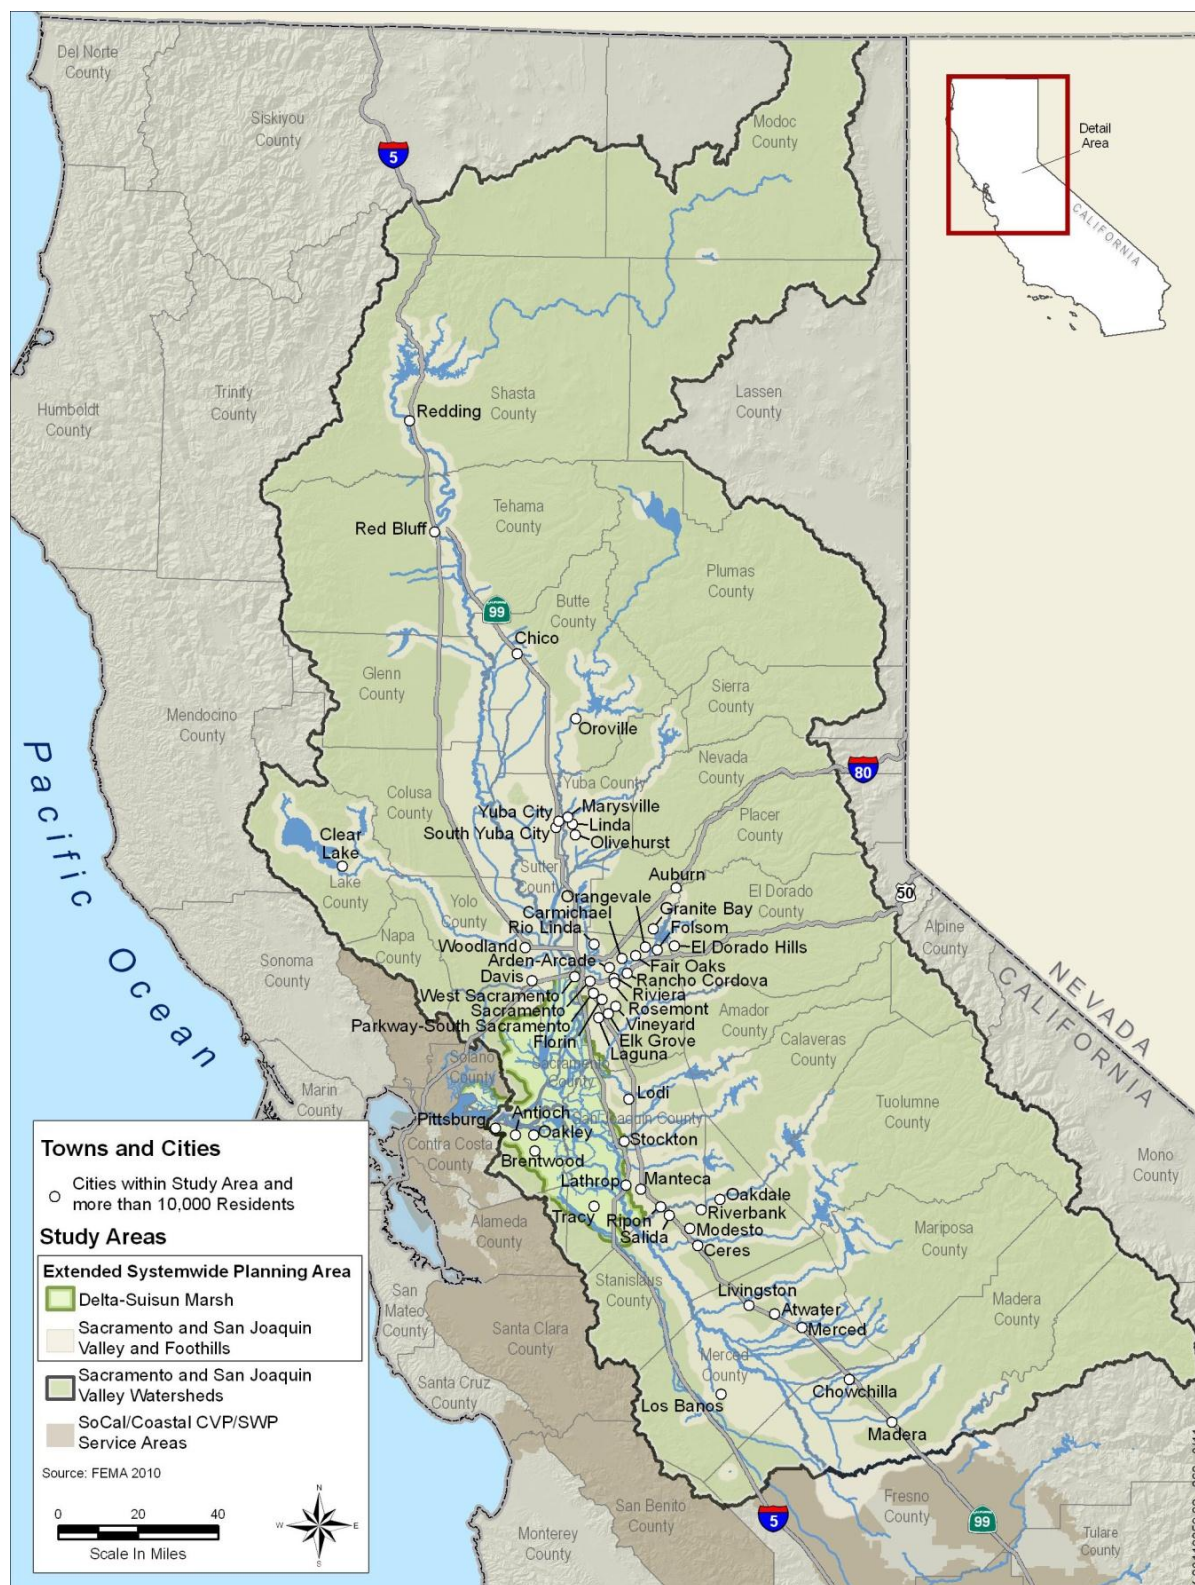 Del Norte
County
Siskiyou
County
Modoc
County
5
Detail
Area
CALIFORNIA
Humboldt
County
Trinity
County
Shasta
County
Lassen
County
Redding
Tehama
County
Red Bluff
Plumas
County
99
Butte
County
Chico
Glenn
County
Sierra
County
Mendocino
County
Oroville
Nevada
County
80
Pacific Ocean
Colusa
County
Yuba County
Yuba City
Marysville
South Yuba City
Linda
Olivehurst
Placer
County
Clear
Lake
Lake
County
Sutter
County
Auburn
50
Yolo
County
Orangevale
El Dorado
County
Carmichael
Granite Bay
Rio Linda
Folsom
Alpine
County
Napa
County
Woodland
El Dorado Hills
Sonoma
County
Arden-Arcade
Fair Oaks
Davis
Rancho Cordova
West Sacramento
Riviera
Sacramento
Rosemont
Parkway-South Sacramento
Vineyard
Florin
Elk Grove
Laguna
Amador
County
NEVADA
CALIFORNIA
Calaveras
County
Solano
County
Sacramento
County
Marin
County
Lodi
Tuolumne
County
Pittsburg
Antioch
San Joaquin County
Oakley
Stockton
Contra Costa
County
Brentwood
Mono
County
Lathrop
Manteca
Oakdale
Tracy
Ripon
Riverbank
Salida
Modesto
Ceres
Alameda
County
Mariposa
County
Stanislaus
County
San
Mateo
County
Livingston
Atwater
Merced
Madera
County
Santa Clara
County
Merced
County
Santa Cruz
County
Chowchilla
Los Banos
Madera
San Benito
County
5
Fresno
County
99
Tulare
County
Monterey
County
Towns and Cities
Cities within Study Area and
more than 10,000 Residents
Study Areas
Extended Systemwide Planning Area
Delta-Suisun Marsh
Sacramento and San Joaquin
Valley and Foothills
Sacramento and San Joaquin
Valley Watersheds
SoCal/Coastal CVP/SWP
Service Areas
Source: FEMA 2010
N
W
E
S
0
20
40
Scale In Miles